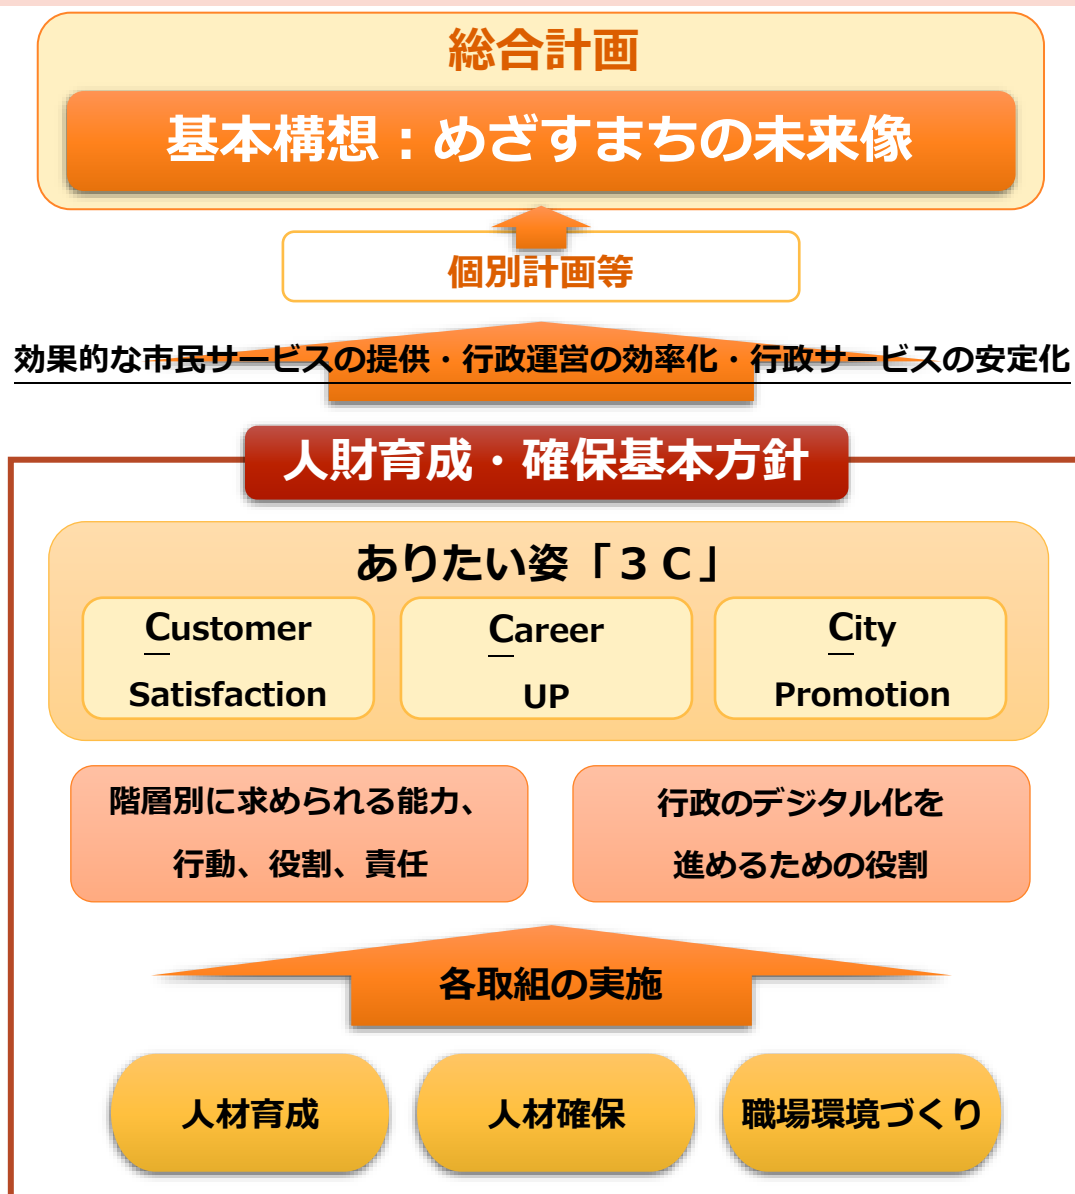 総合計画
基本構想：めざすまちの未来像
個別計画等
効果的な市民サービスの提供・行政運営の効率化・行政サービスの安定化
人財育成・確保基本方針
ありたい姿「３Ｃ」
Customer
Satisfaction
Career
UP
City
Promotion
階層別に求められる能力、
行動、役割、責任
行政のデジタル化を
進めるための役割
各取組の実施
人材育成
人材確保
職場環境づくり